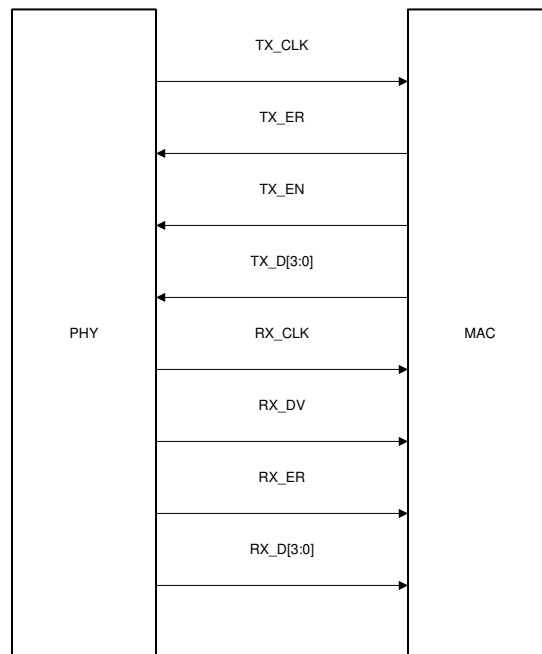 TX_CLK
TX_ER
TX_EN
TX_D[3:0]
PHY
RX_CLK
MAC
RX_DV
RX_ER
RX_D[3:0]